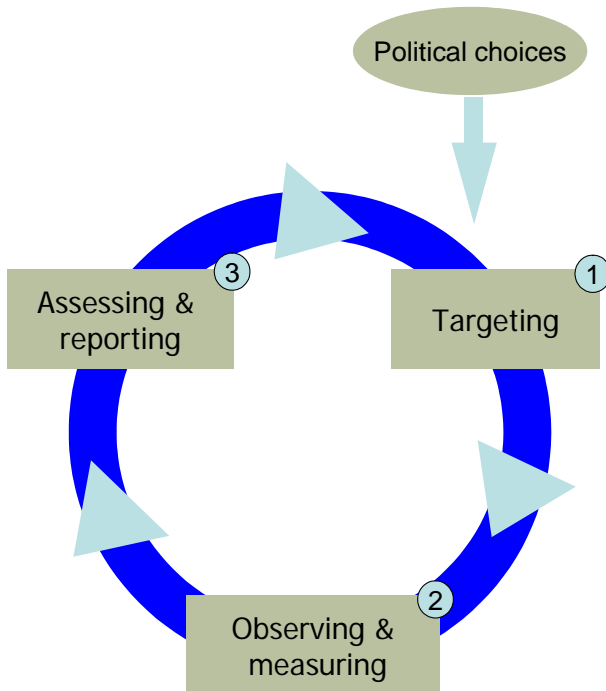 Political choices
1
Targeting
2
Observing &
measuring
3
Assessing &
reporting